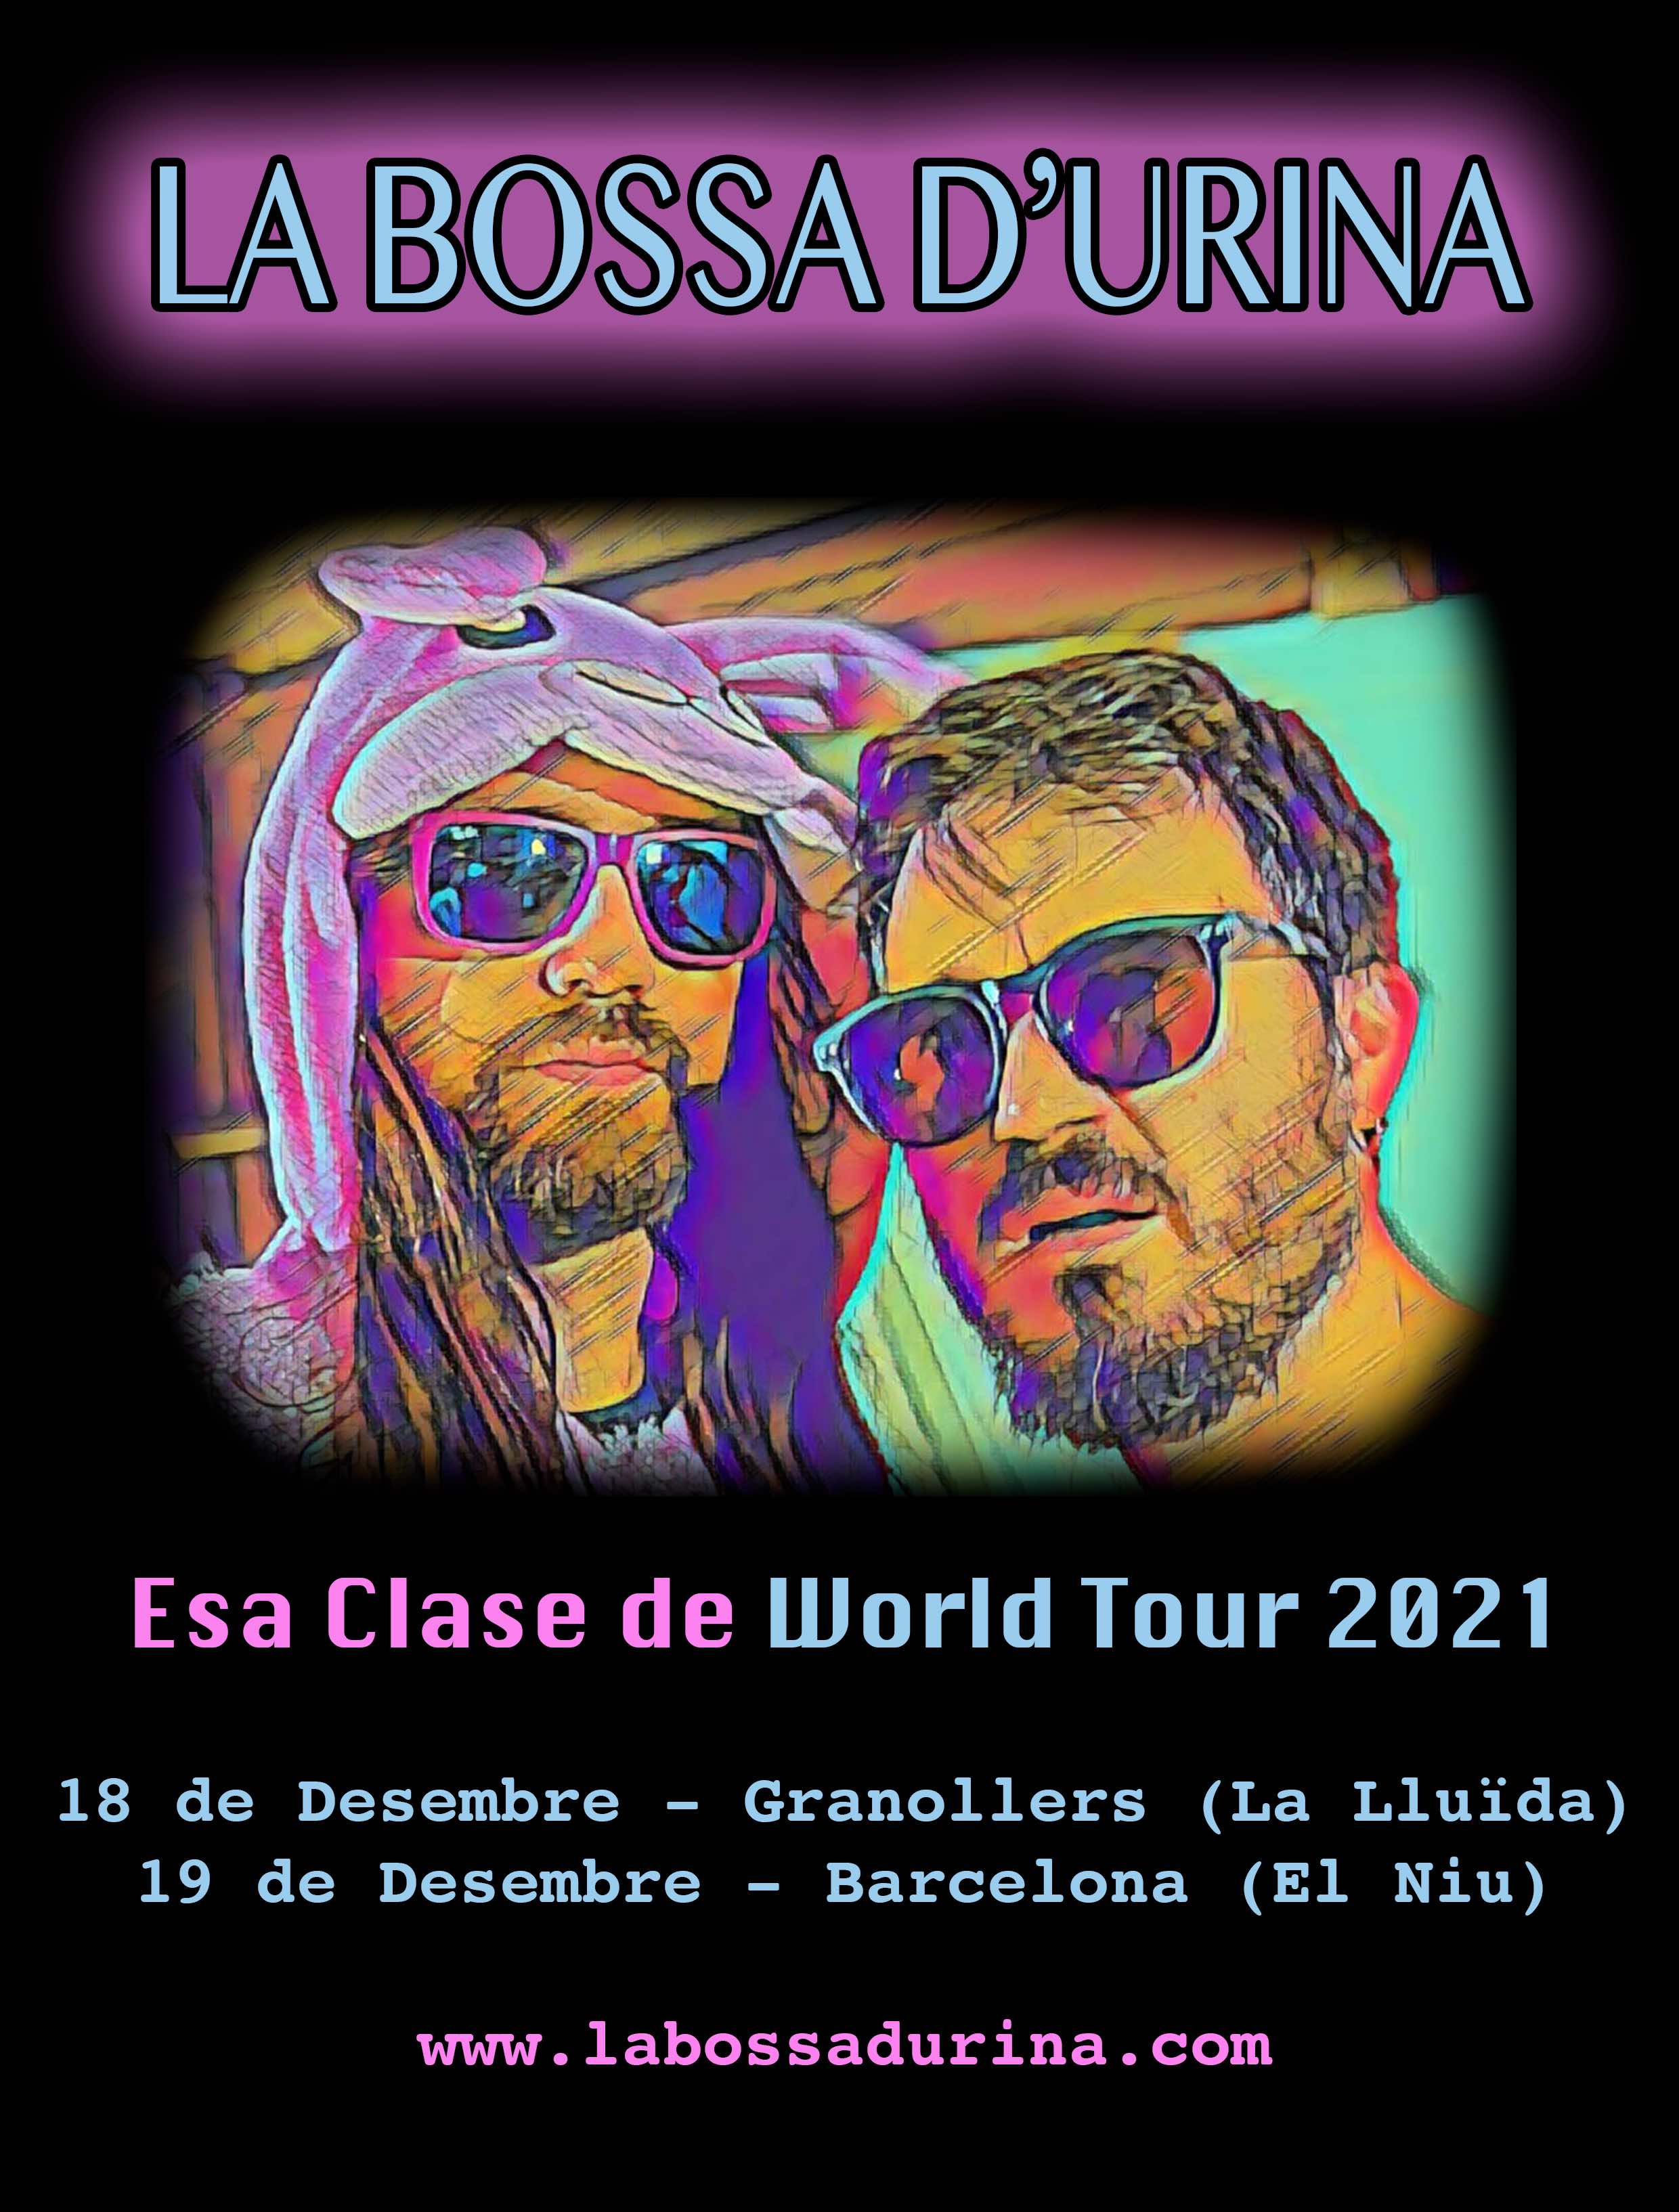 LA BOSSA D'URINA
Esa Clase de World Tour 2021
18 de Desembre - Granollers (La Lluïda)
19 de Desembre - Barcelona (El Niu)
www.labossadurina.com